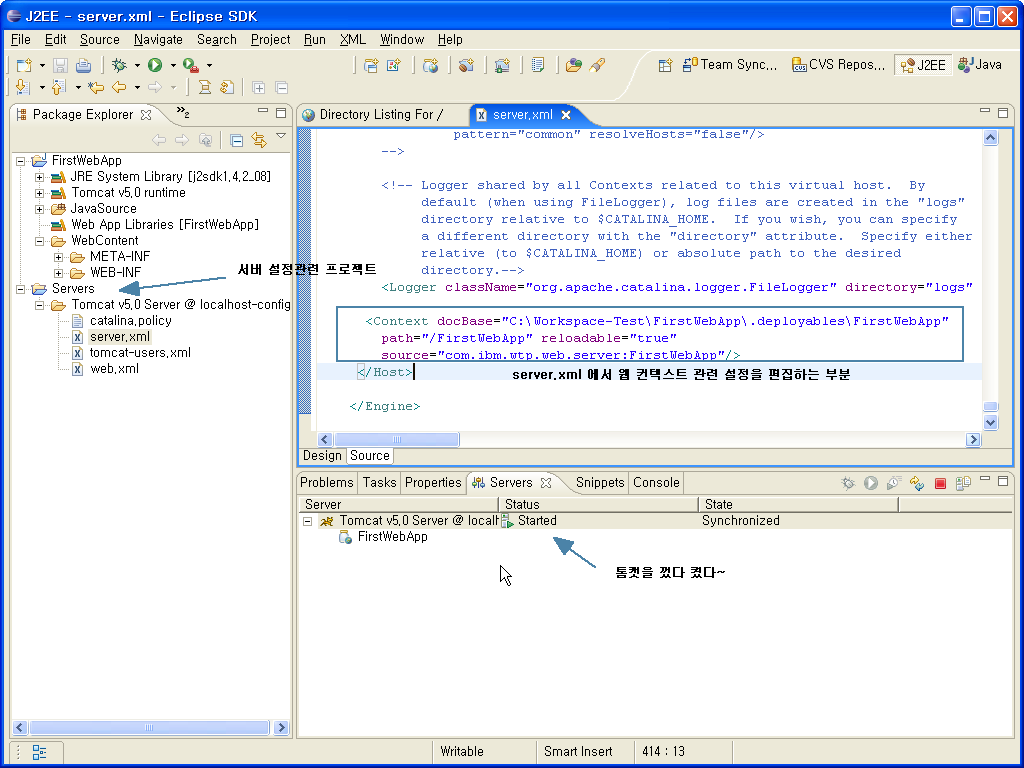 J2EE - server.xml - Eclipse SDK
File Edit Source Navigate Search Project Run XML Window Help
Team Sync... CVS Repos... J2EE Java
Package Explorer
»2
FirstWebApp
JRE System Library [j2sdk1.4.2_08]
Tomcat v5.0 runtime
JavaSource
Web App Libraries [FirstWebApp]
WebContent
META-INF
WEB-INF
Servers
Tomcat v5.0 Server @ localhost-config
catalina.policy
server.xml
tomcat-users.xml
web.xml
서버 설정관련 프로젝트
Directory Listing For /
server.xml
pattern="common" resolveHosts="false"/>
-->
<!-- Logger shared by all Contexts related to this virtual host. By
default (when using FileLogger), log files are created in the "logs"
directory relative to $CATALINA_HOME. If you wish, you can specify
a different directory with the "directory" attribute. Specify either
relative (to $CATALINA_HOME) or absolute path to the desired
directory.-->
<Logger className="org.apache.catalina.logger.FileLogger" directory="logs"
<Context docBase="C:\Workspace-Test\FirstWebApp\.deployables\FirstWebApp"
path="/FirstWebApp" reloadable="true"
source="com.ibm.wtp.web.server:FirstWebApp"/>
</Host>
server.xml 에서 웹 컨텍스트 관련 설정을 편집하는 부분
</Engine>
Design Source
Problems Tasks Properties Servers Snippets Console
Server Status State
Tomcat v5.0 Server @ localh Started Synchronized
FirstWebApp
톰캣을 껐다 켰다~
Writable Smart Insert 414 : 13